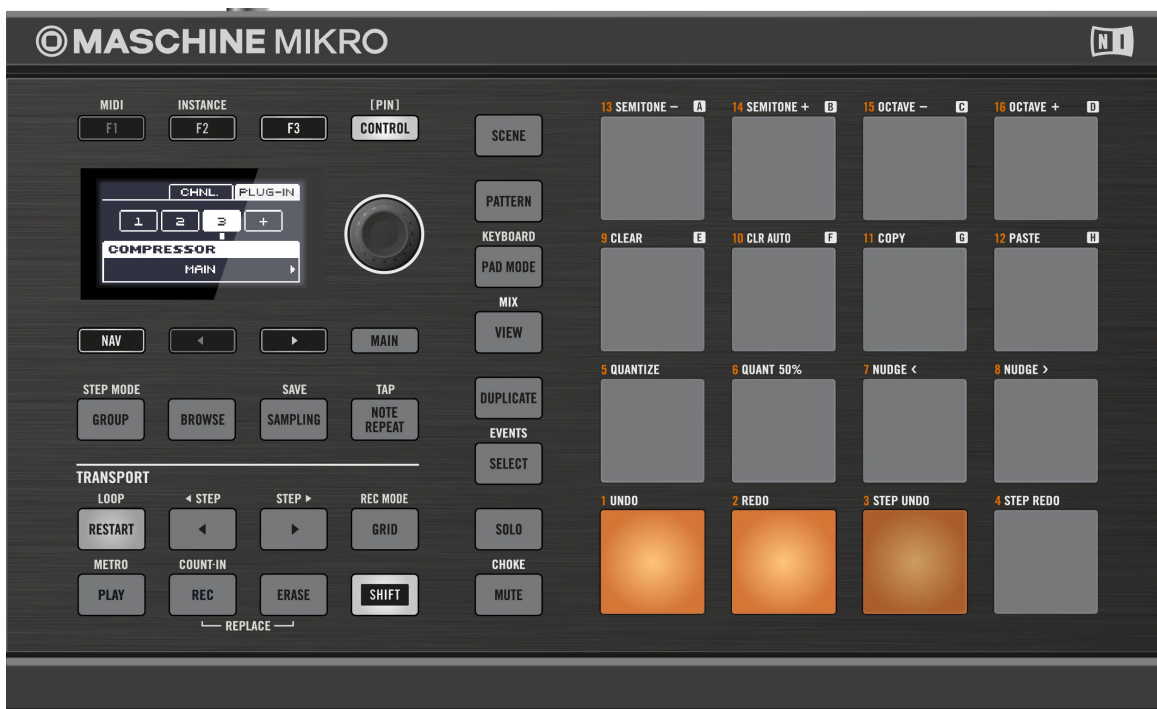 MASCHINE MIKRO
NI
MIDI INSTANCE [PIN]
F1 F2 F3 CONTROL
CHNL. PLUG-IN
1 2 3 +
COMPRESSOR
MAIN
NAV MAIN
STEP MODE SAVE TAP
GROUP BROWSE SAMPLING NOTE REPEAT
TRANSPORT
LOOP ◀ STEP STEP ▶ REC MODE
RESTART ◀ ▶ GRID
METRO COUNT-IN
PLAY REC ERASE SHIFT
REPLACE
SCENE
PATTERN
KEYBOARD
PAD MODE
MIX
VIEW
DUPLICATE
EVENTS
SELECT
SOLO
CHOKE
MUTE
13 SEMITONE − A 14 SEMITONE + B 15 OCTAVE − C 16 OCTAVE + D
9 CLEAR E 10 CLR AUTO F 11 COPY G 12 PASTE H
5 QUANTIZE 6 QUANT 50% 7 NUDGE < 8 NUDGE >
1 UNDO 2 REDO 3 STEP UNDO 4 STEP REDO